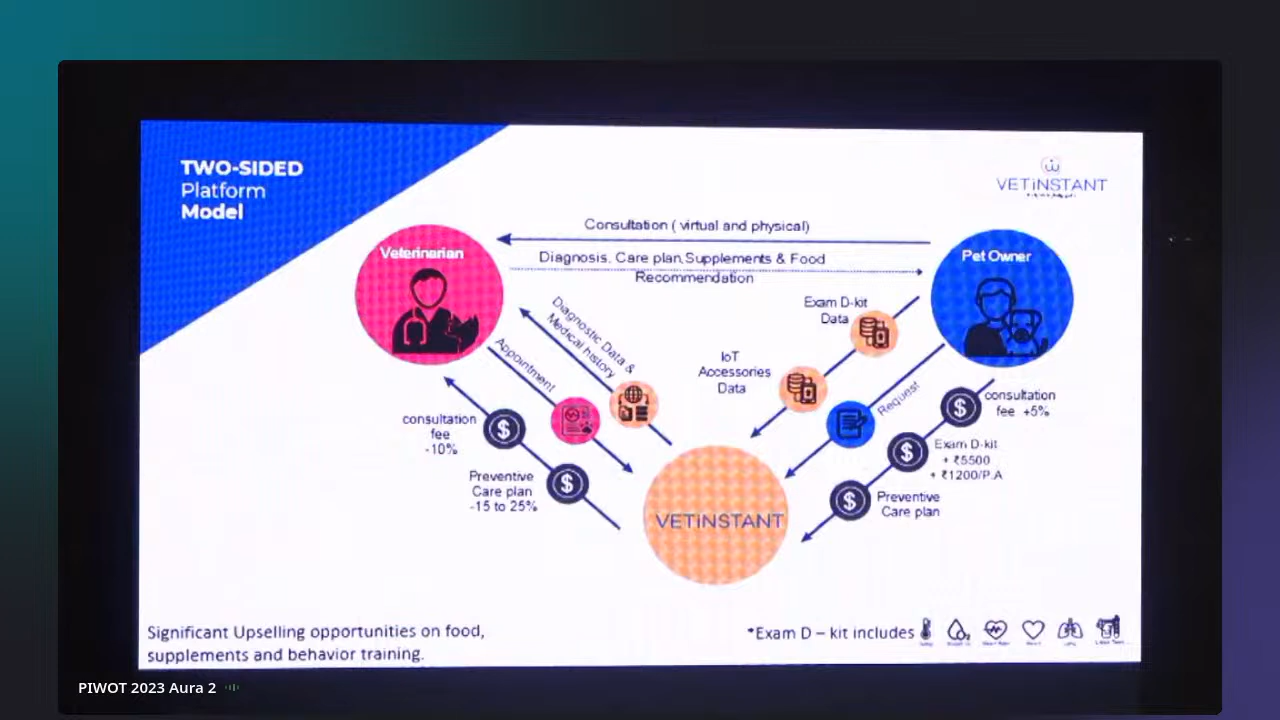 TWO-SIDED
Platform
Model
VETiNSTANT
Consultation ( virtual and physical)
Veterinarian
Diagnosis, Care plan,Supplements & Food
Recommendation
Pet Owner
Diagnostic Data &
Medical history
Appointment
Exam D-kit
Data
IoT
Accessories
Data
Request
consultation
fee
-10%
Preventive
Care plan
-15 to 25%
consultation
fee +5%
Exam D-kit
+ ₹5500
+ ₹1200/P.A
Preventive
Care plan
VETiNSTANT
Significant Upselling opportunities on food,
supplements and behavior training.
*Exam D – kit includes
PIWOT 2023 Aura 2